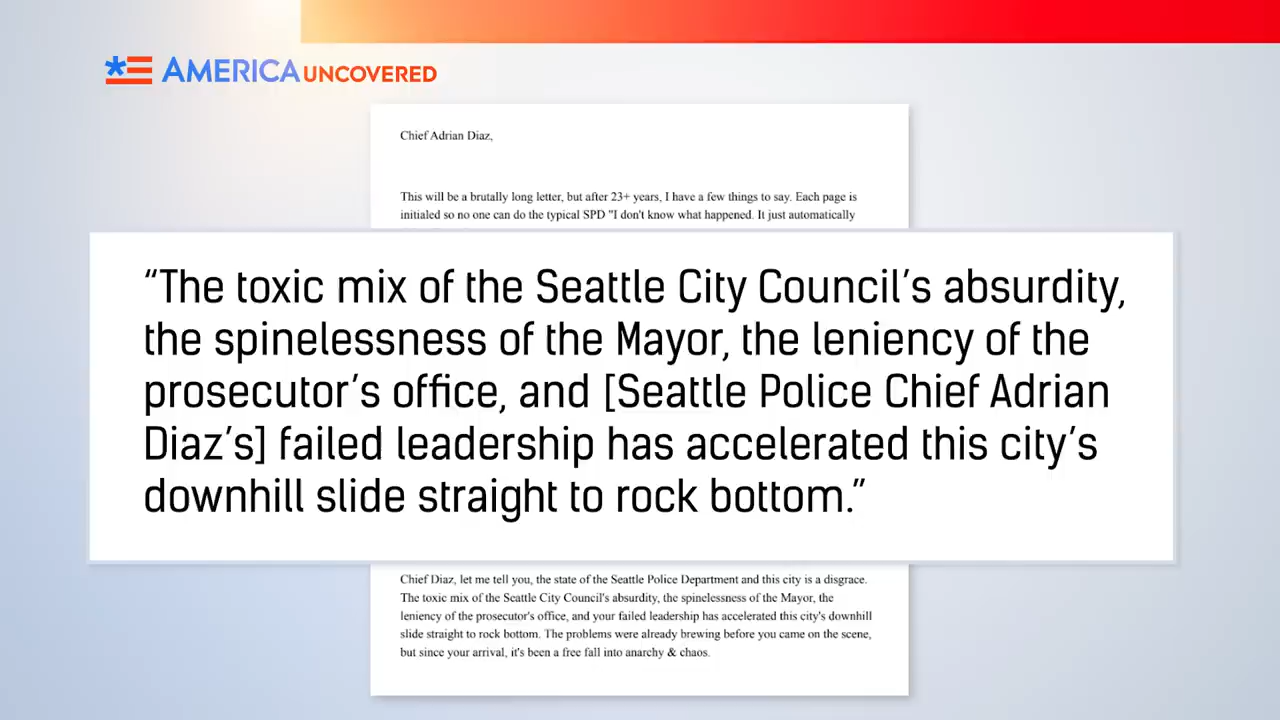 AMERICA UNCOVERED
Chief Adrian Diaz,
This will be a brutally long letter, but after 23+ years, I have a few things to say. Each page is
initialed so no one can do the typical SPD "I don't know what happened. It just automatically
“The toxic mix of the Seattle City Council’s absurdity,
the spinelessness of the Mayor, the leniency of the
prosecutor’s office, and [Seattle Police Chief Adrian
Diaz’s] failed leadership has accelerated this city’s
downhill slide straight to rock bottom.”
Chief Diaz, let me tell you, the state of the Seattle Police Department and this city is a disgrace.
The toxic mix of the Seattle City Council's absurdity, the spinelessness of the Mayor, the
leniency of the prosecutor's office, and your failed leadership has accelerated this city's downhill
slide straight to rock bottom. The problems were already brewing before you came on the scene,
but since your arrival, it's been a free fall into anarchy & chaos.